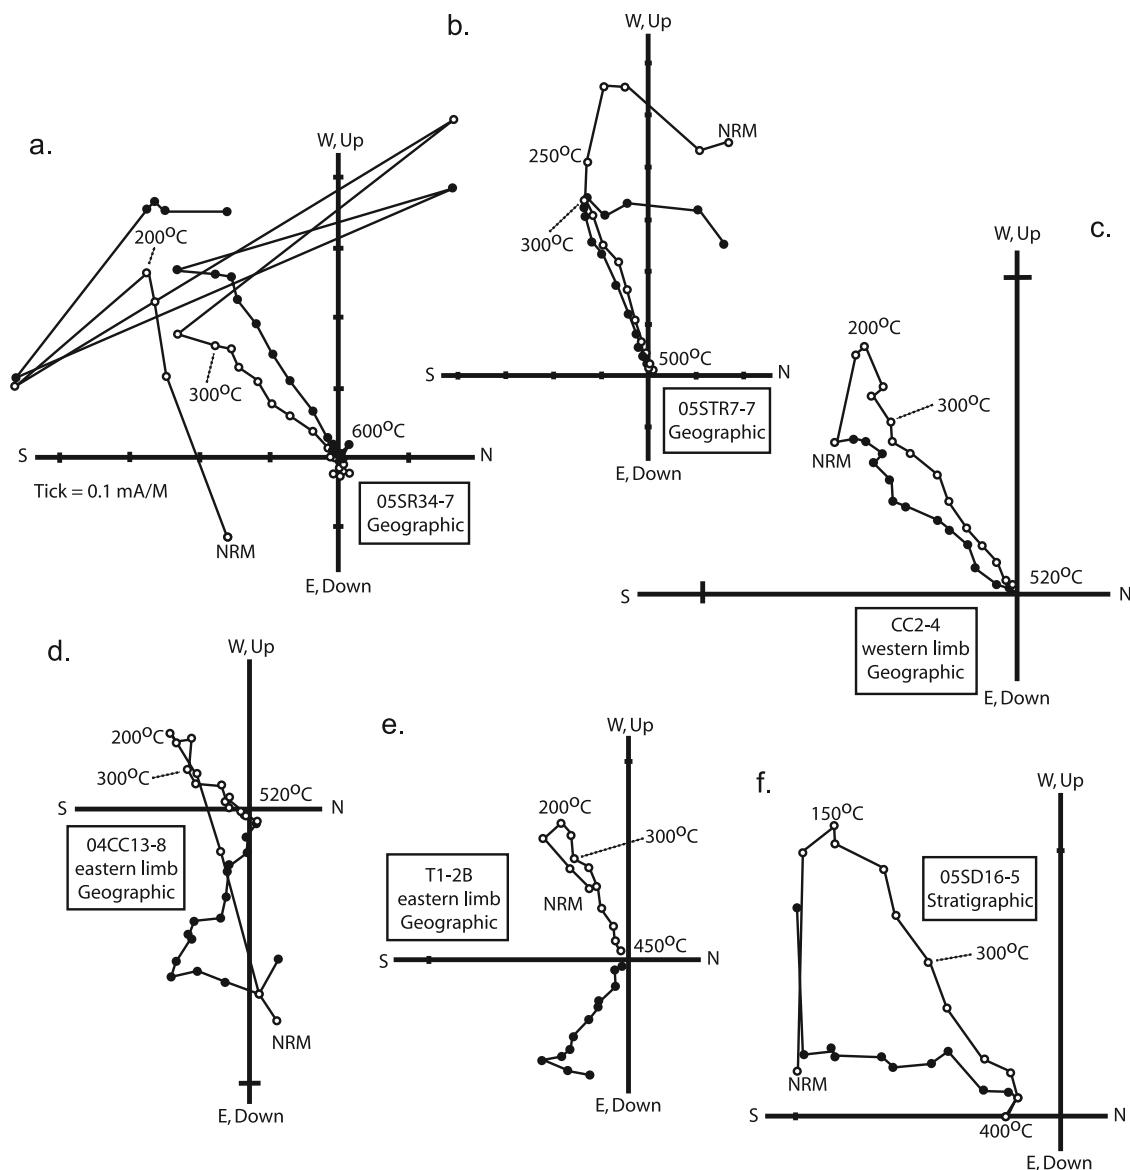 a.
W, Up
200°C
300°C
600°C
S
N
Tick = 0.1 mA/M
05SR34-7
Geographic
NRM
E, Down
b.
W, Up
NRM
250°C
300°C
500°C
S
N
05STR7-7
Geographic
E, Down
c.
W, Up
200°C
300°C
NRM
520°C
S
N
CC2-4
western limb
Geographic
E, Down
d.
W, Up
200°C
300°C
520°C
S
N
04CC13-8
eastern limb
Geographic
NRM
E, Down
e.
W, Up
200°C
300°C
T1-2B
eastern limb
Geographic
NRM
450°C
S
N
E, Down
f.
W, Up
150°C
05SD16-5
Stratigraphic
300°C
NRM
S
N
400°C
E, Down